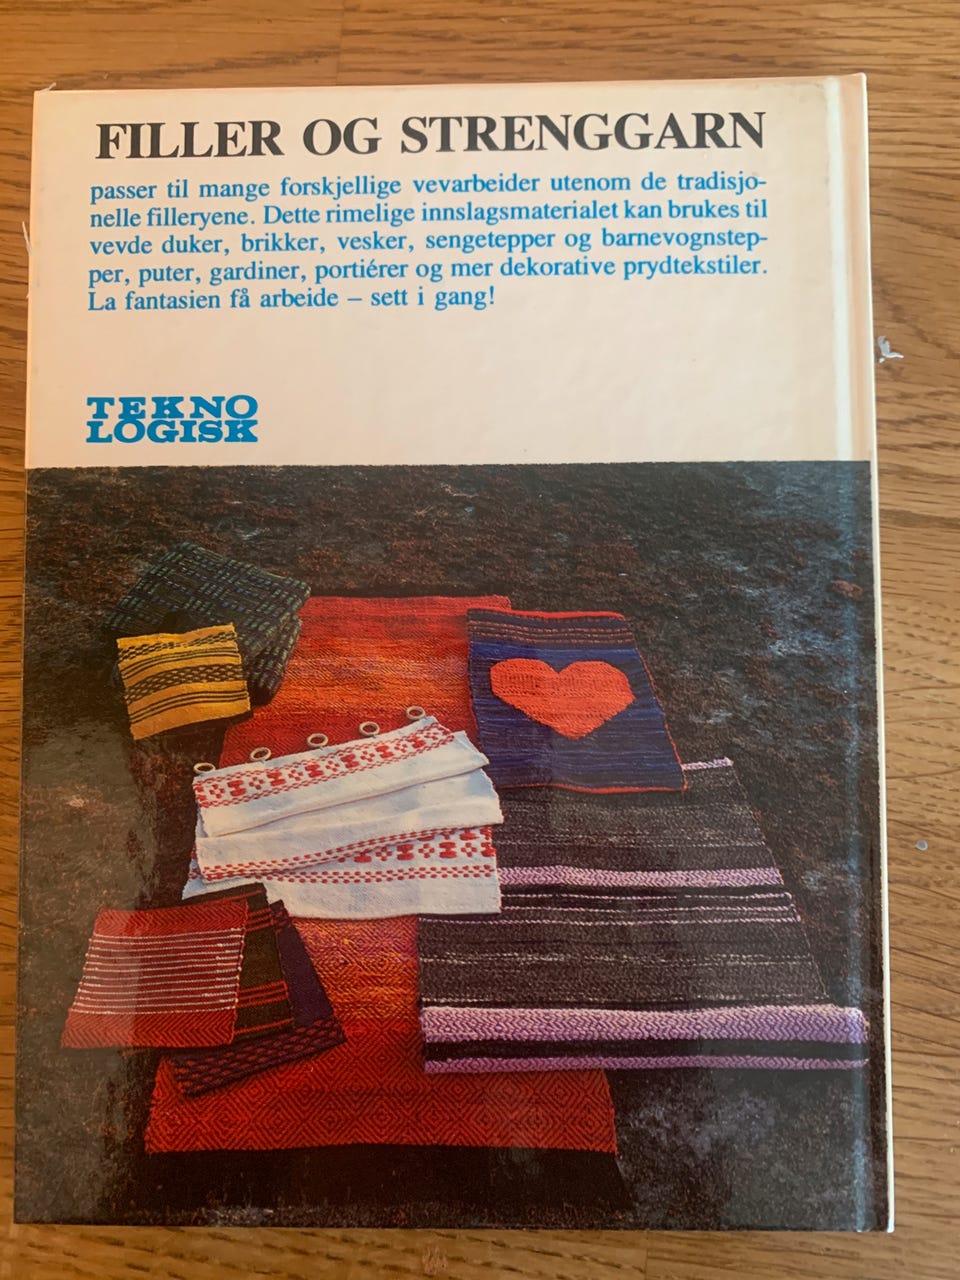 FILLER OG STRENGGARN
passer til mange forskjellige vevarbeider utenom de tradisjo-
nelle filleryene. Dette rimelige innslagsmaterialet kan brukes til
vevde duker, brikker, vesker, sengetepper og barnevognstep-
per, puter, gardiner, portiérer og mer dekorative prydtekstiler.
La fantasien få arbeide – sett i gang!
TEKNO
LOGISK